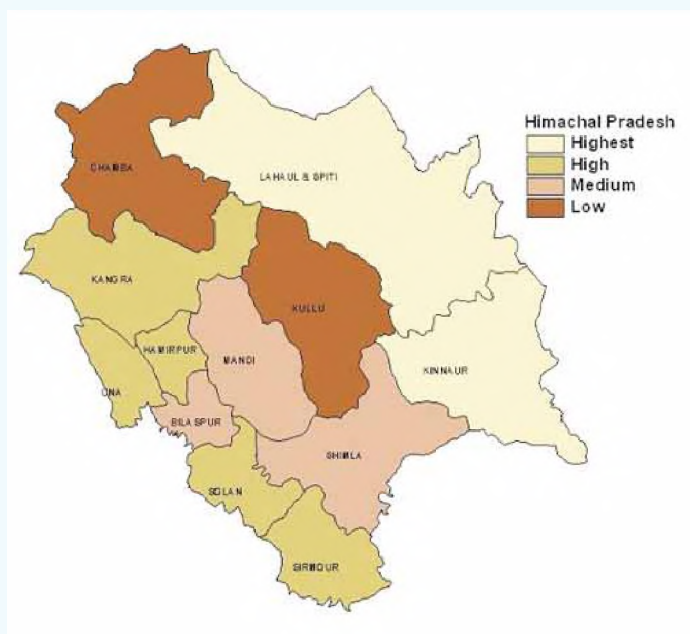 Himachal Pradesh
Highest
High
Medium
Low
CHAMBA
LAHAUL & SPITI
KANGRA
KULLU
HAMIRPUR
MANDI
UNA
KINNAUR
BILASPUR
SHIMLA
SOLAN
SIRMOUR